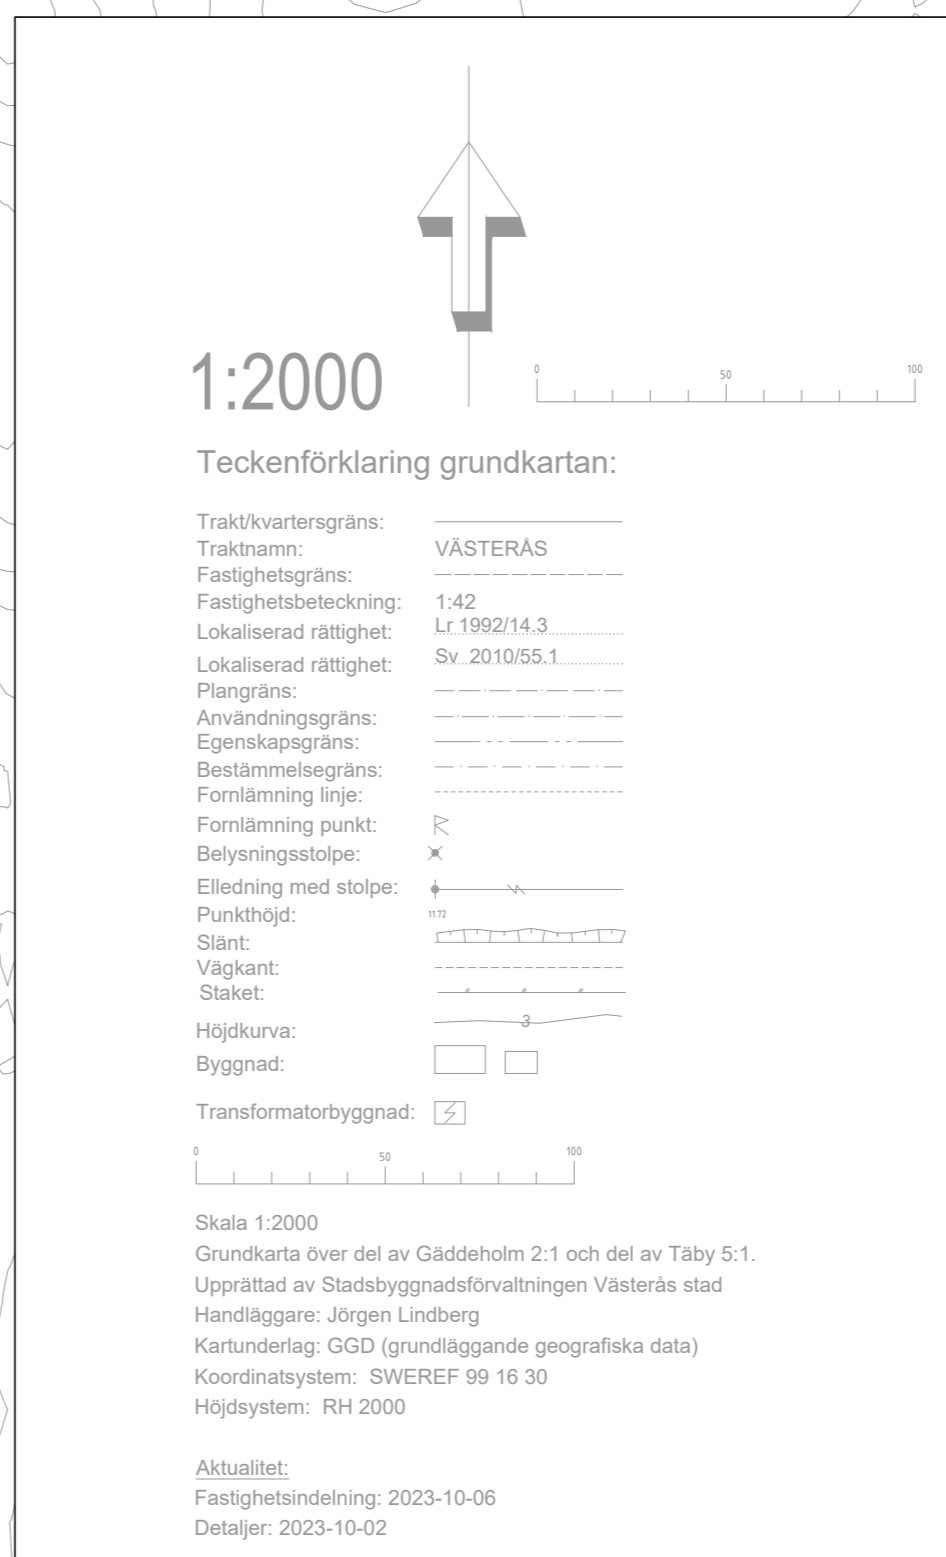 1:2000
0 50 100
Teckenförklaring grundkartan:
Trakt/kvartersgräns:
Traktnamn: VÄSTERÅS
Fastighetsgräns:
Fastighetsbeteckning: 1:42
Lokaliserad rättighet: Lr 1992/14.3
Lokaliserad rättighet: Sv 2010/55.1
Plangräns:
Användningsgräns:
Egenskapsgräns:
Bestämmelsegräns:
Fornlämning linje:
Fornlämning punkt:
Belysningsstolpe:
Elledning med stolpe:
Punkthöjd: 11.72
Slänt:
Vägkant:
Staket:
Höjdkurva: 3
Byggnad:
Transformatorbyggnad:
0 50 100
Skala 1:2000
Grundkarta över del av Gäddeholm 2:1 och del av Täby 5:1.
Upprättad av Stadsbyggnadsförvaltningen Västerås stad
Handläggare: Jörgen Lindberg
Kartunderlag: GGD (grundläggande geografiska data)
Koordinatsystem: SWEREF 99 16 30
Höjdsystem: RH 2000
Aktualitet:
Fastighetsindelning: 2023-10-06
Detaljer: 2023-10-02